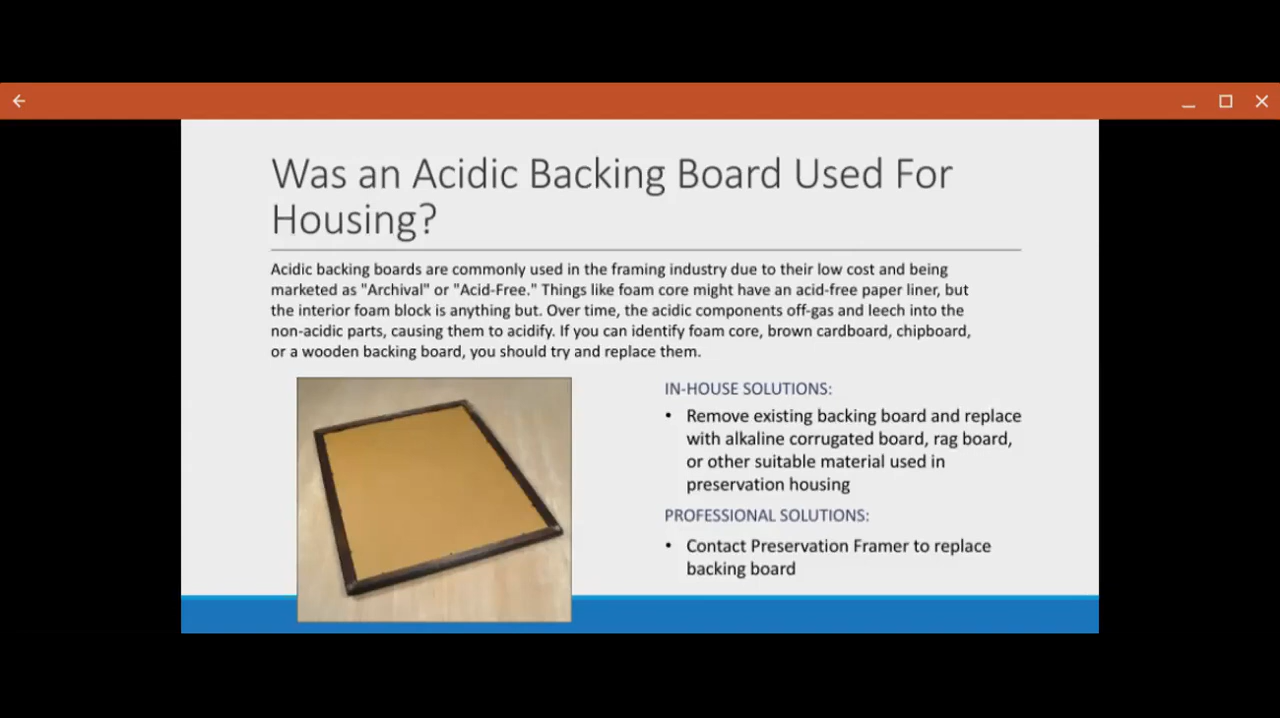 Was an Acidic Backing Board Used For
Housing?
Acidic backing boards are commonly used in the framing industry due to their low cost and being
marketed as "Archival" or "Acid-Free." Things like foam core might have an acid-free paper liner, but
the interior foam block is anything but. Over time, the acidic components off-gas and leech into the
non-acidic parts, causing them to acidify. If you can identify foam core, brown cardboard, chipboard,
or a wooden backing board, you should try and replace them.
IN-HOUSE SOLUTIONS:
• Remove existing backing board and replace
with alkaline corrugated board, rag board,
or other suitable material used in
preservation housing
PROFESSIONAL SOLUTIONS:
• Contact Preservation Framer to replace
backing board